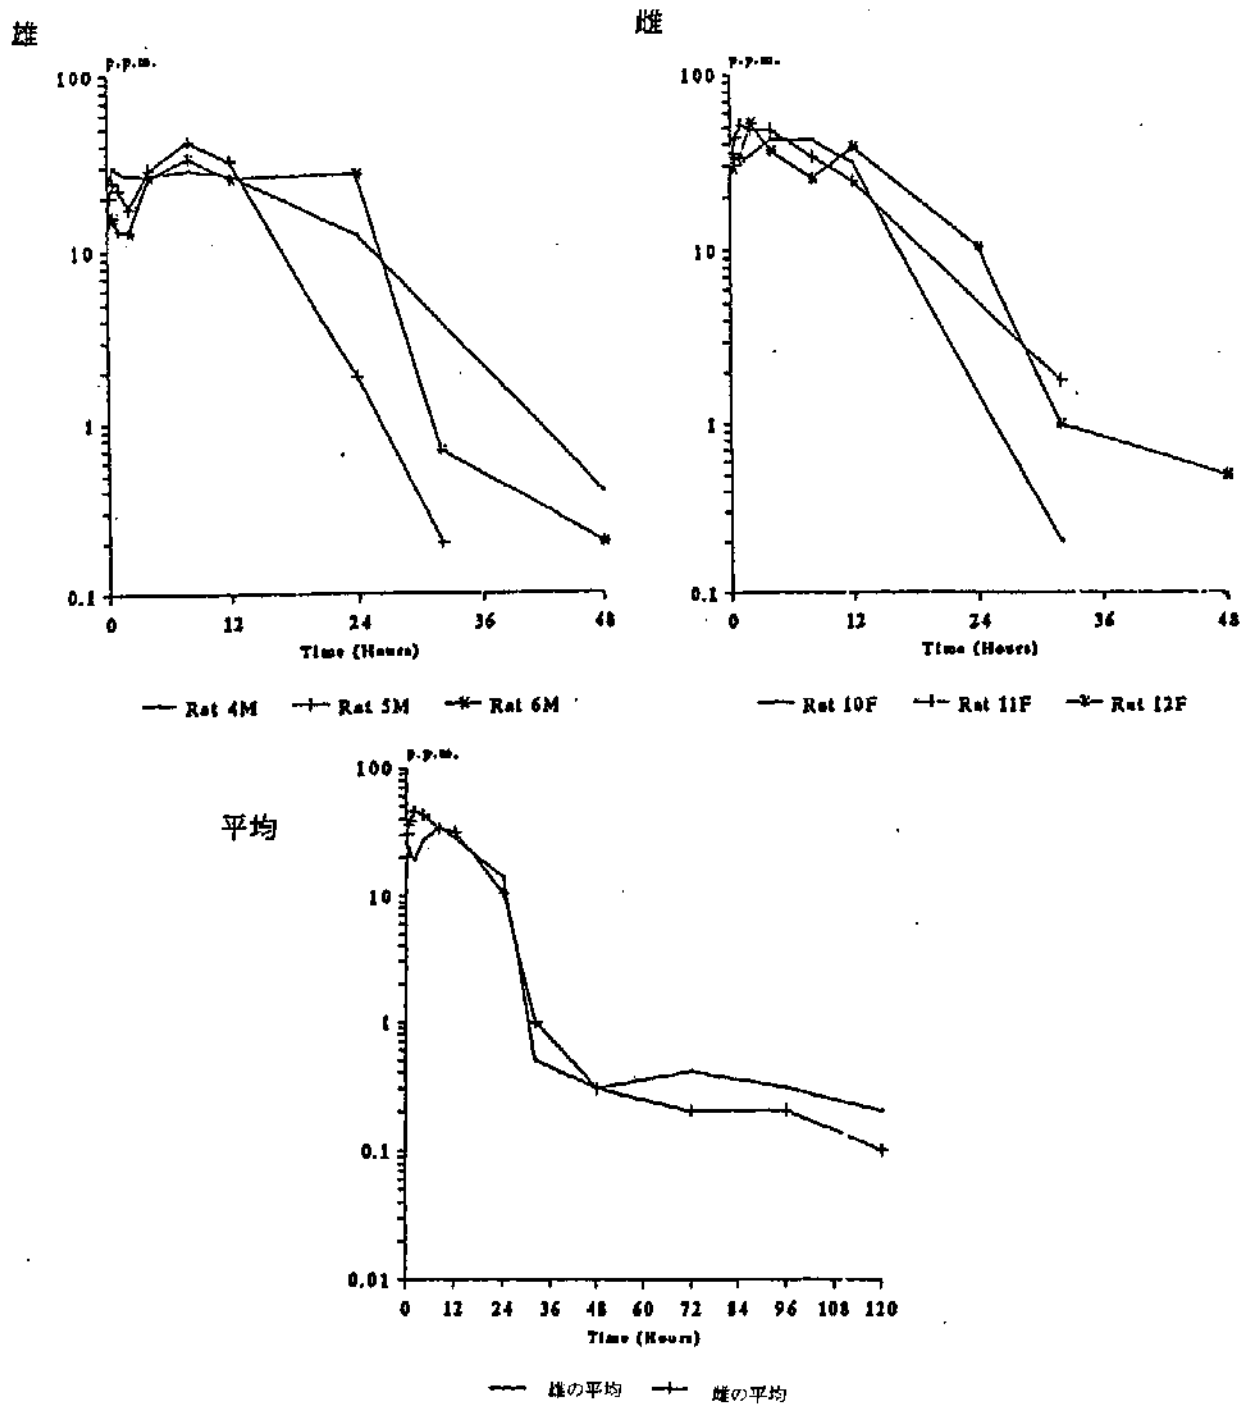 雄
p.p.m.
100
10
1
0.1
0 12 24 36 48
Time (Hours)
Rat 4M Rat 5M Rat 6M
雌
p.p.m.
100
10
1
0.1
0 12 24 36 48
Time (Hours)
Rat 10F Rat 11F Rat 12F
平均
p.p.m.
100
10
1
0.1
0.01
0 12 24 36 48 60 72 84 96 108 120
Time (Hours)
雄の平均 雌の平均